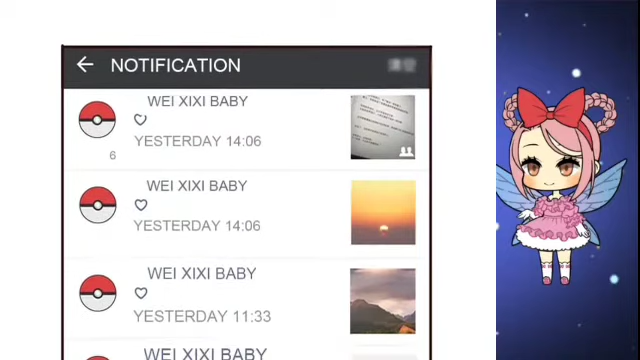 NOTIFICATION
WEI XIXI BABY
YESTERDAY 14:06
6
WEI XIXI BABY
YESTERDAY 14:06
WEI XIXI BABY
YESTERDAY 11:33
WEI XIXI BABY